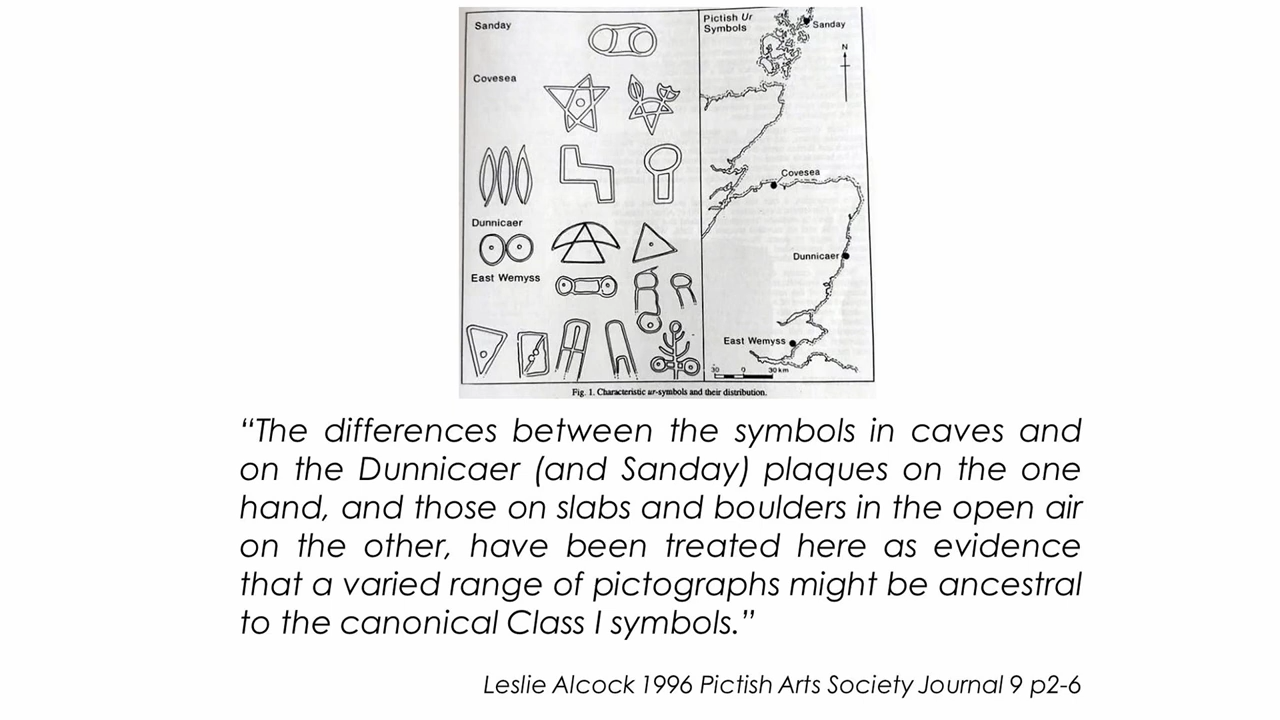 Sanday
Covesea
Dunnicaer
East Wemyss
Pictish Ur
Symbols
Sanday
N
Covesea
Dunnicaer
East Wemyss
30 0 30 km
Fig. 1. Characteristic ur-symbols and their distribution.
“The differences between the symbols in caves and
on the Dunnicaer (and Sanday) plaques on the one
hand, and those on slabs and boulders in the open air
on the other, have been treated here as evidence
that a varied range of pictographs might be ancestral
to the canonical Class I symbols.”
Leslie Alcock 1996 Pictish Arts Society Journal 9 p2-6